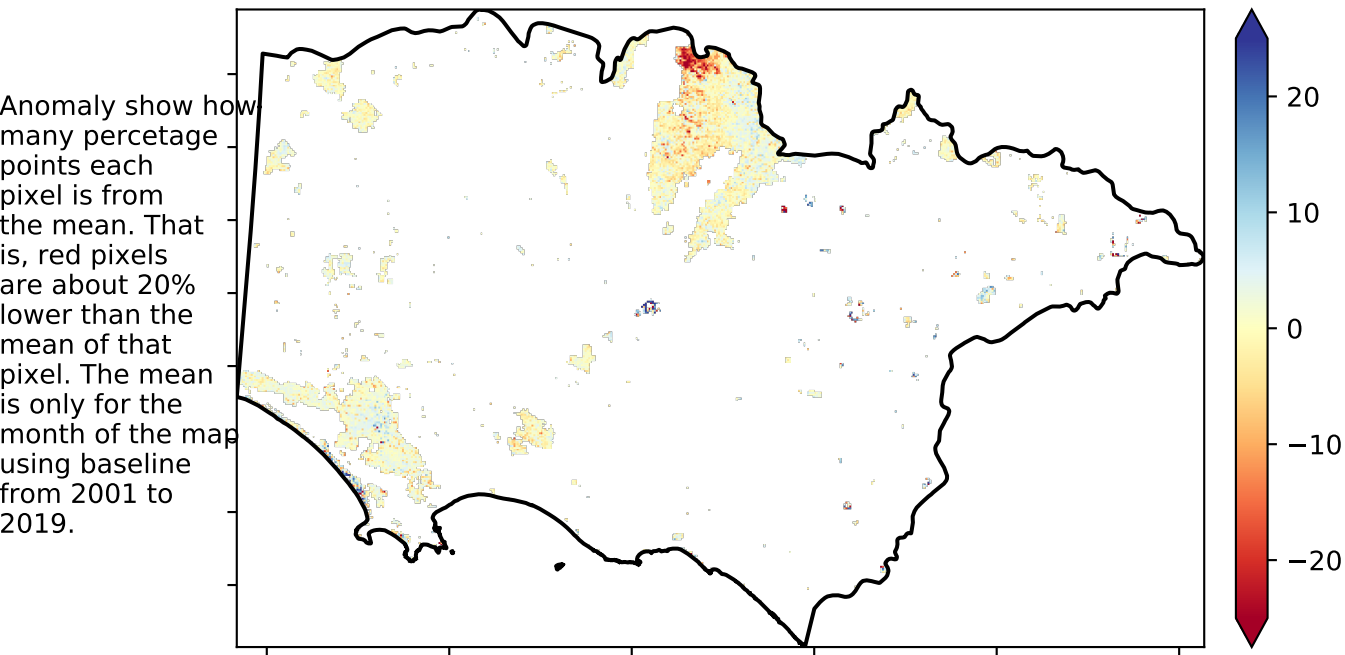 Anomaly show how
many percetage
points each
pixel is from
the mean. That
is, red pixels
are about 20%
lower than the
mean of that
pixel. The mean
is only for the
month of the map
using baseline
from 2001 to
2019.
20
10
0
−10
−20